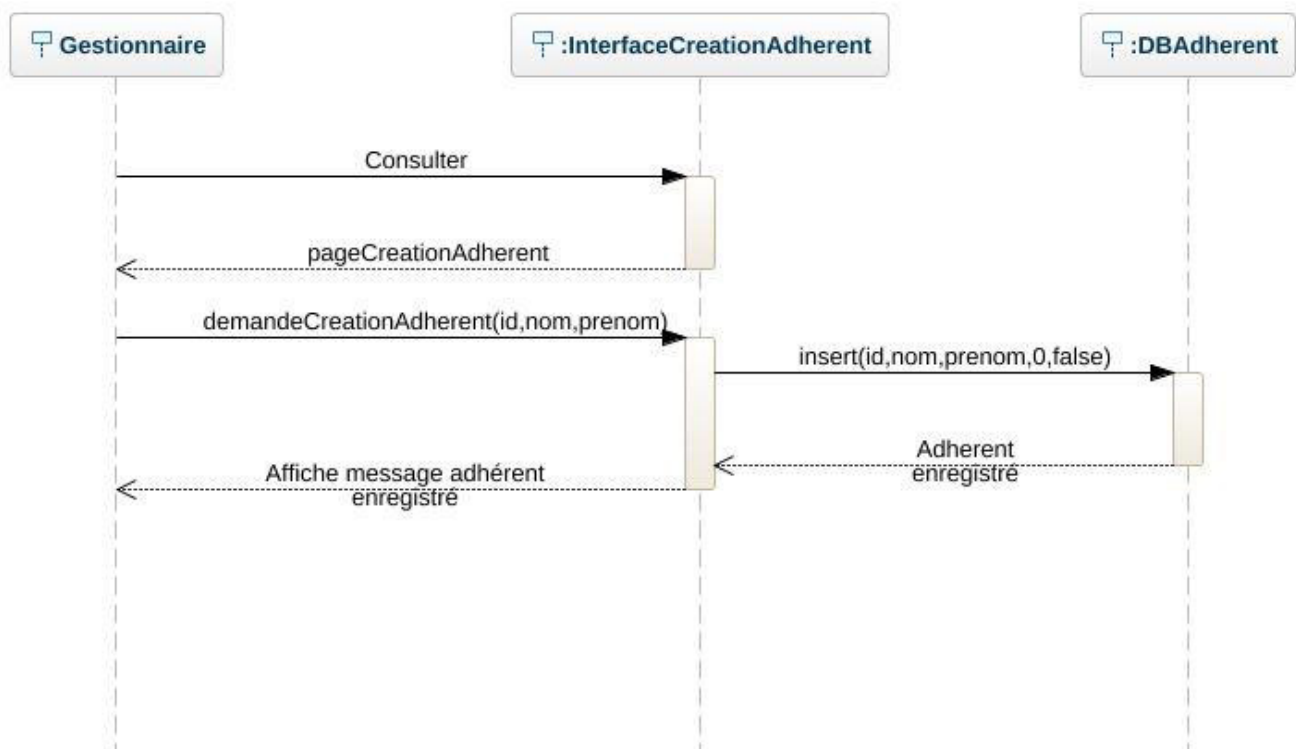 Gestionnaire
:InterfaceCreationAdherent
:DBAdherent
Consulter
pageCreationAdherent
demandeCreationAdherent(id,nom,prenom)
insert(id,nom,prenom,0,false)
Adherent
enregistré
Affiche message adhérent
enregistré